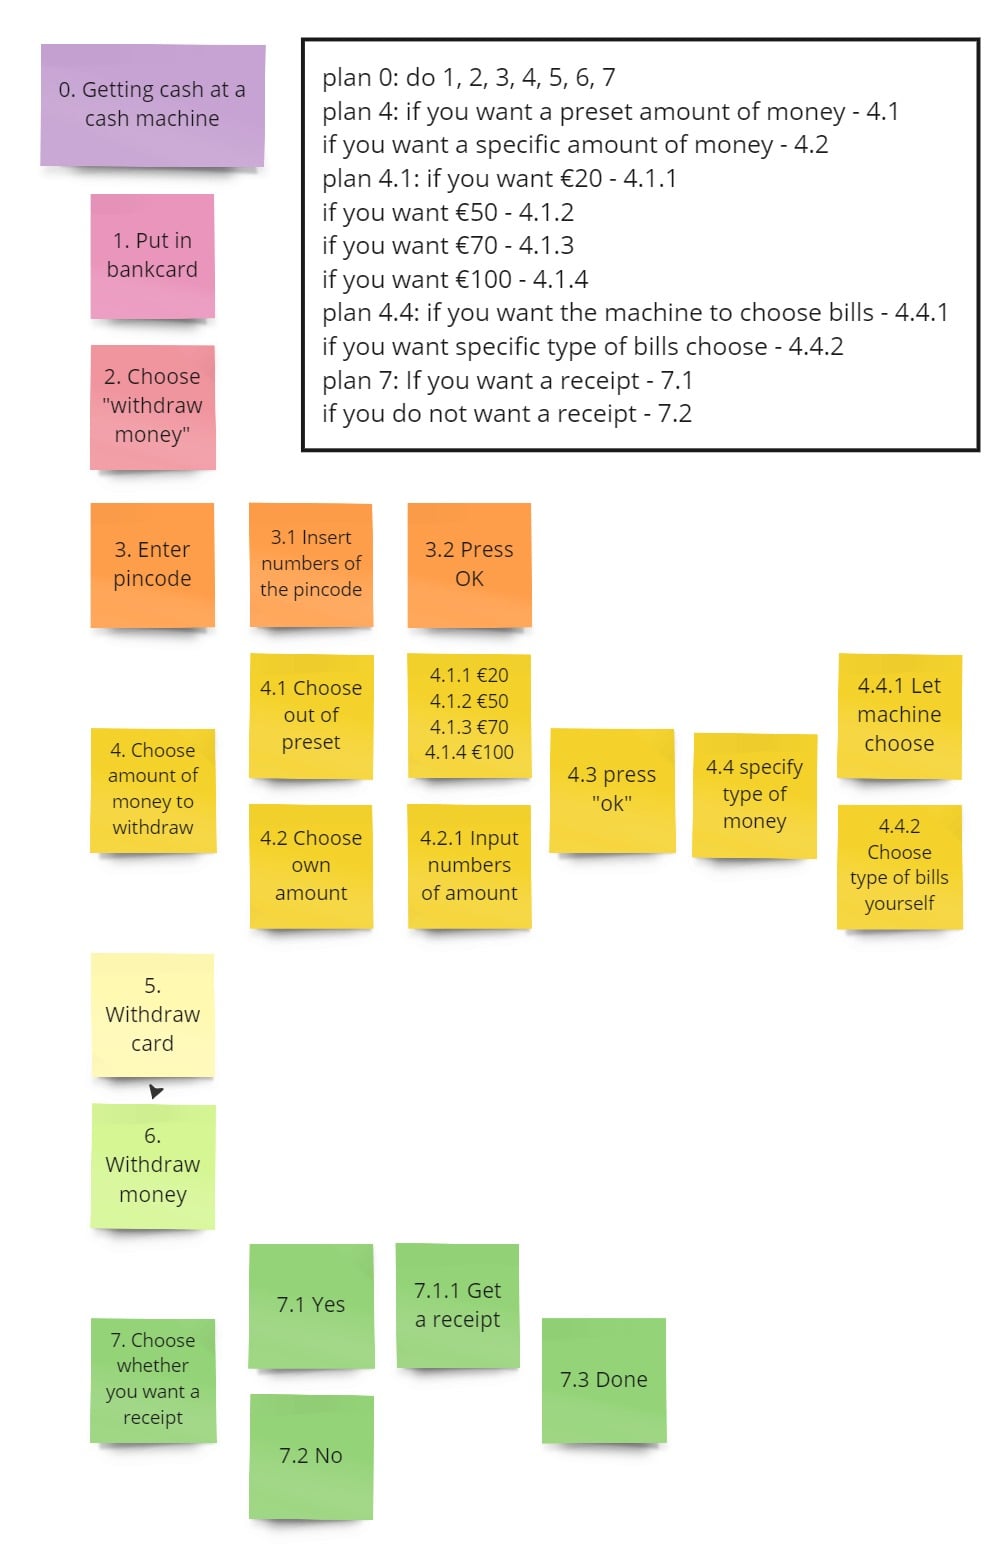 0. Getting cash at a
cash machine
plan 0: do 1, 2, 3, 4, 5, 6, 7
plan 4: if you want a preset amount of money - 4.1
if you want a specific amount of money - 4.2
plan 4.1: if you want €20 - 4.1.1
if you want €50 - 4.1.2
if you want €70 - 4.1.3
if you want €100 - 4.1.4
plan 4.4: if you want the machine to choose bills - 4.4.1
if you want specific type of bills choose - 4.4.2
plan 7: If you want a receipt - 7.1
if you do not want a receipt - 7.2
1. Put in
bankcard
2. Choose
"withdraw
money"
3. Enter
pincode
3.1 Insert
numbers of
the pincode
3.2 Press
OK
4. Choose
amount of
money to
withdraw
4.1 Choose
out of
preset
4.1.1 €20
4.1.2 €50
4.1.3 €70
4.1.4 €100
4.2 Choose
own
amount
4.2.1 Input
numbers
of amount
4.3 press
"ok"
4.4 specify
type of
money
4.4.1 Let
machine
choose
4.4.2
Choose
type of bills
yourself
5.
Withdraw
card
6.
Withdraw
money
7. Choose
whether
you want a
receipt
7.1 Yes
7.1.1 Get
a receipt
7.2 No
7.3 Done